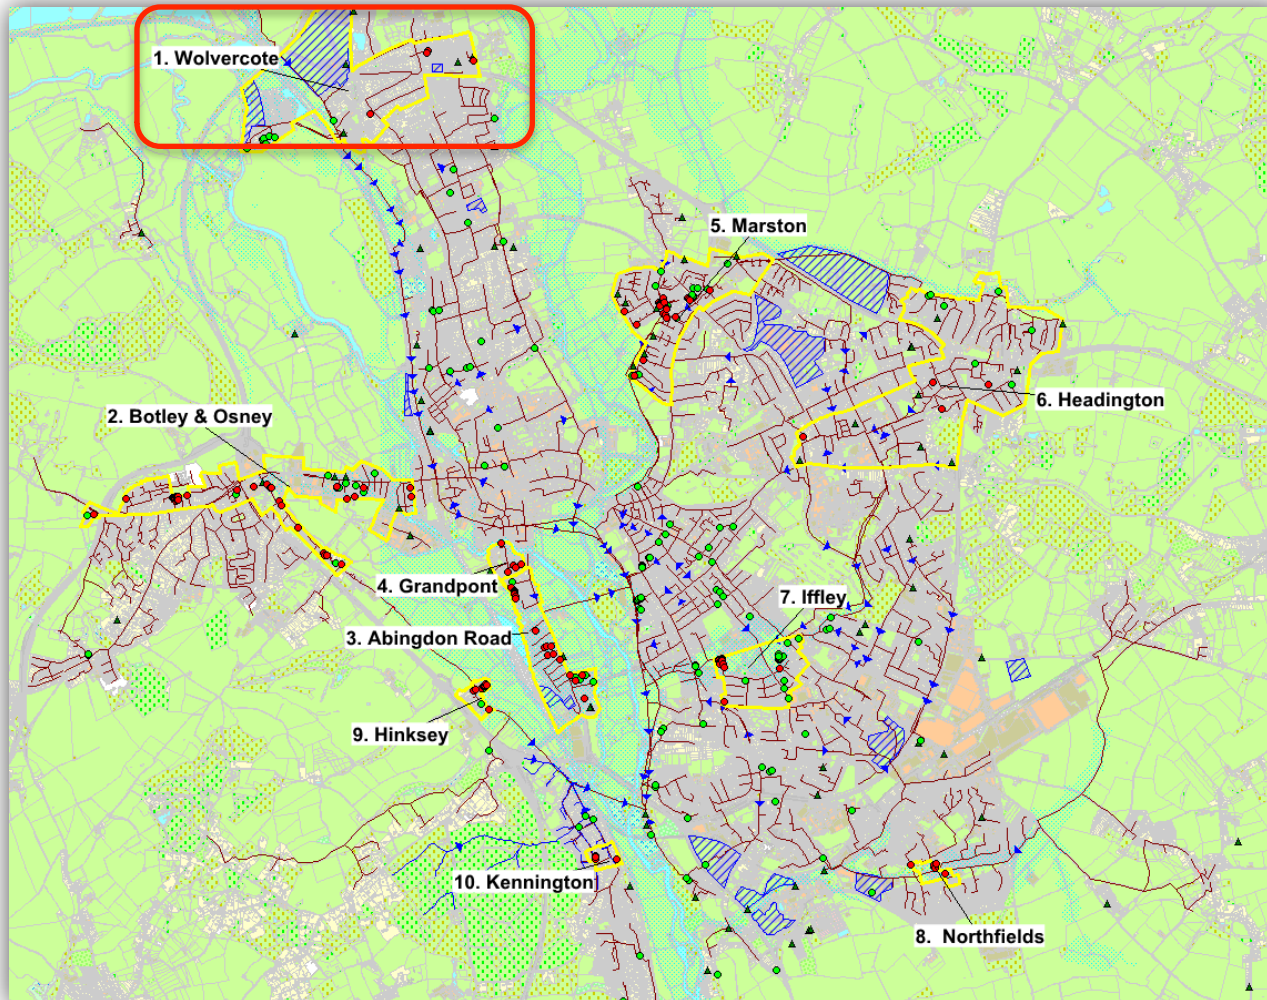 1. Wolvercote
5. Marston
6. Headington
2. Botley & Osney
4. Grandpont
7. Iffley
3. Abingdon Road
9. Hinksey
10. Kennington
8. Northfields